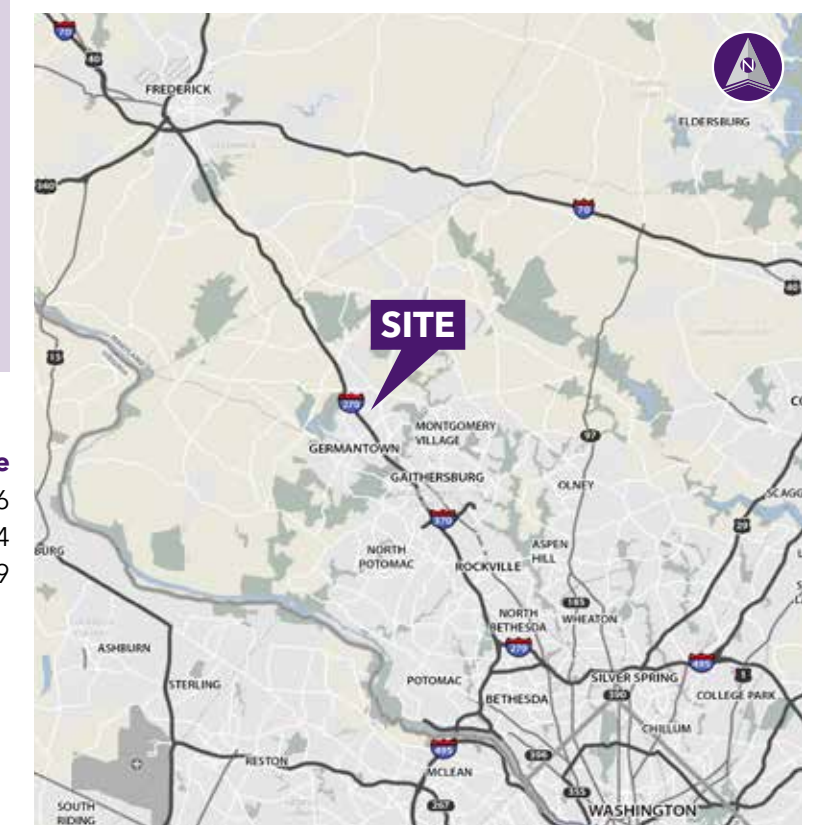 70
40
FREDERICK
N
ELDERSBURG
340
70
40
SITE
15
270
MONTGOMERY
VILLAGE
GERMANTOWN
97
GAITHERSBURG
OLNEY
e
6
370
29
4
BURG
NORTH
POTOMAC
ASPEN
HILL
ROCKVILLE
9
185
NORTH
BETHESDA
WHEATON
270
ASHBURN
495
STERLING
POTOMAC
SILVER SPRING
1
390
COLLEGE PARK
BETHESDA
CHILLUM
RESTON
495
396
MCLEAN
355
267
SOUTH
RIDING
WASHINGTON